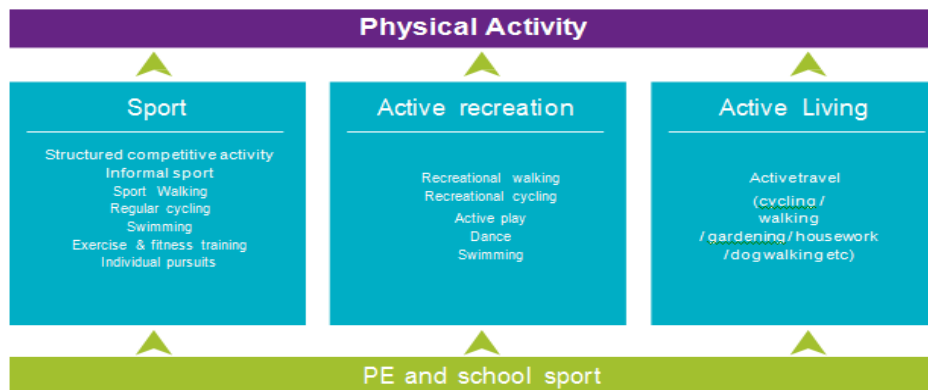 Physical Activity
Sport
Structured competitive activity
Informal sport
Sport Walking
Regular cycling
Swimming
Exercise & fitness training
Individual pursuits
Active recreation
Recreational walking
Recreational cycling
Active play
Dance
Swimming
Active Living
Active travel
(cycling /
walking
/ gardening / housework
/ dog walking etc)
PE and school sport